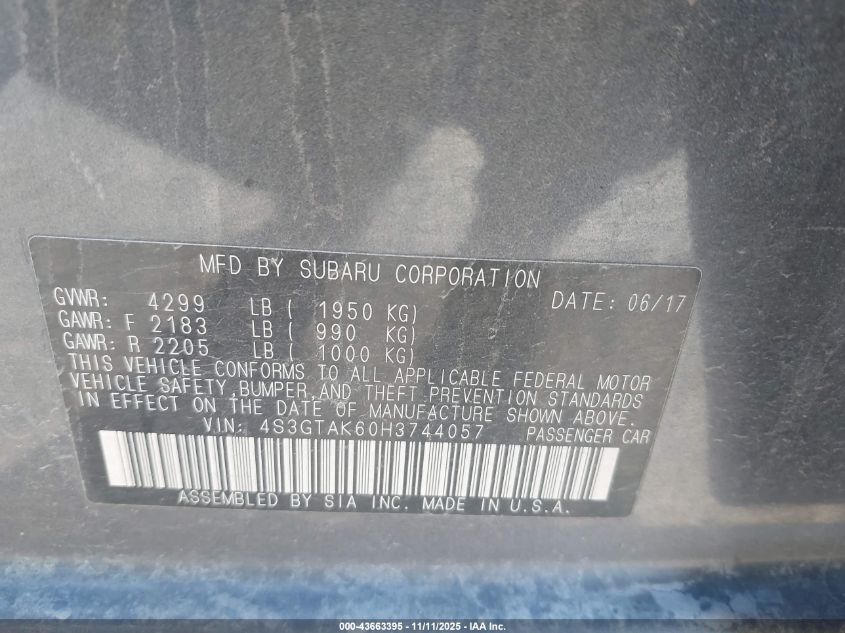 MFD BY SUBARU CORPORATION
GVWR: 4299 LB ( 1950 KG) DATE: 06/17
GAWR: F 2183 LB ( 990 KG)
GAWR: R 2205 LB ( 1000 KG)
THIS VEHICLE CONFORMS TO ALL APPLICABLE FEDERAL MOTOR
VEHICLE SAFETY, BUMPER, AND THEFT PREVENTION STANDARDS
IN EFFECT ON THE DATE OF MANUFACTURE SHOWN ABOVE.
VIN: 4S3GTAK60H3744057 PASSENGER CAR
ASSEMBLED BY SIA INC. MADE IN U.S.A.
000-43663395 - 11/11/2025 - IAA Inc.